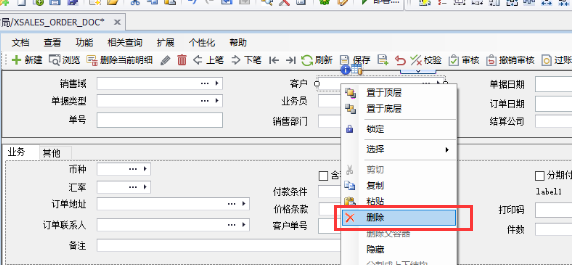 局/XSALES_ORDER_DOC*
文档 查看 功能 相关查询 扩展 个性化 帮助
新建 浏览 删除当前明细 上笔 下笔 刷新 保存 校验 审核 撤销审核 过账
销售域 客户 单据日期
单据类型 业务员 订单日期
单号 销售部门 结算公司
置于顶层
置于底层
锁定
选择
剪切
复制
粘贴
删除
删除父容器
隐藏
业务 其他
币种 含 分期付
汇率 付款条件 label1
订单地址 价格条款 打印码
订单联系人 客户单号 件数
备注